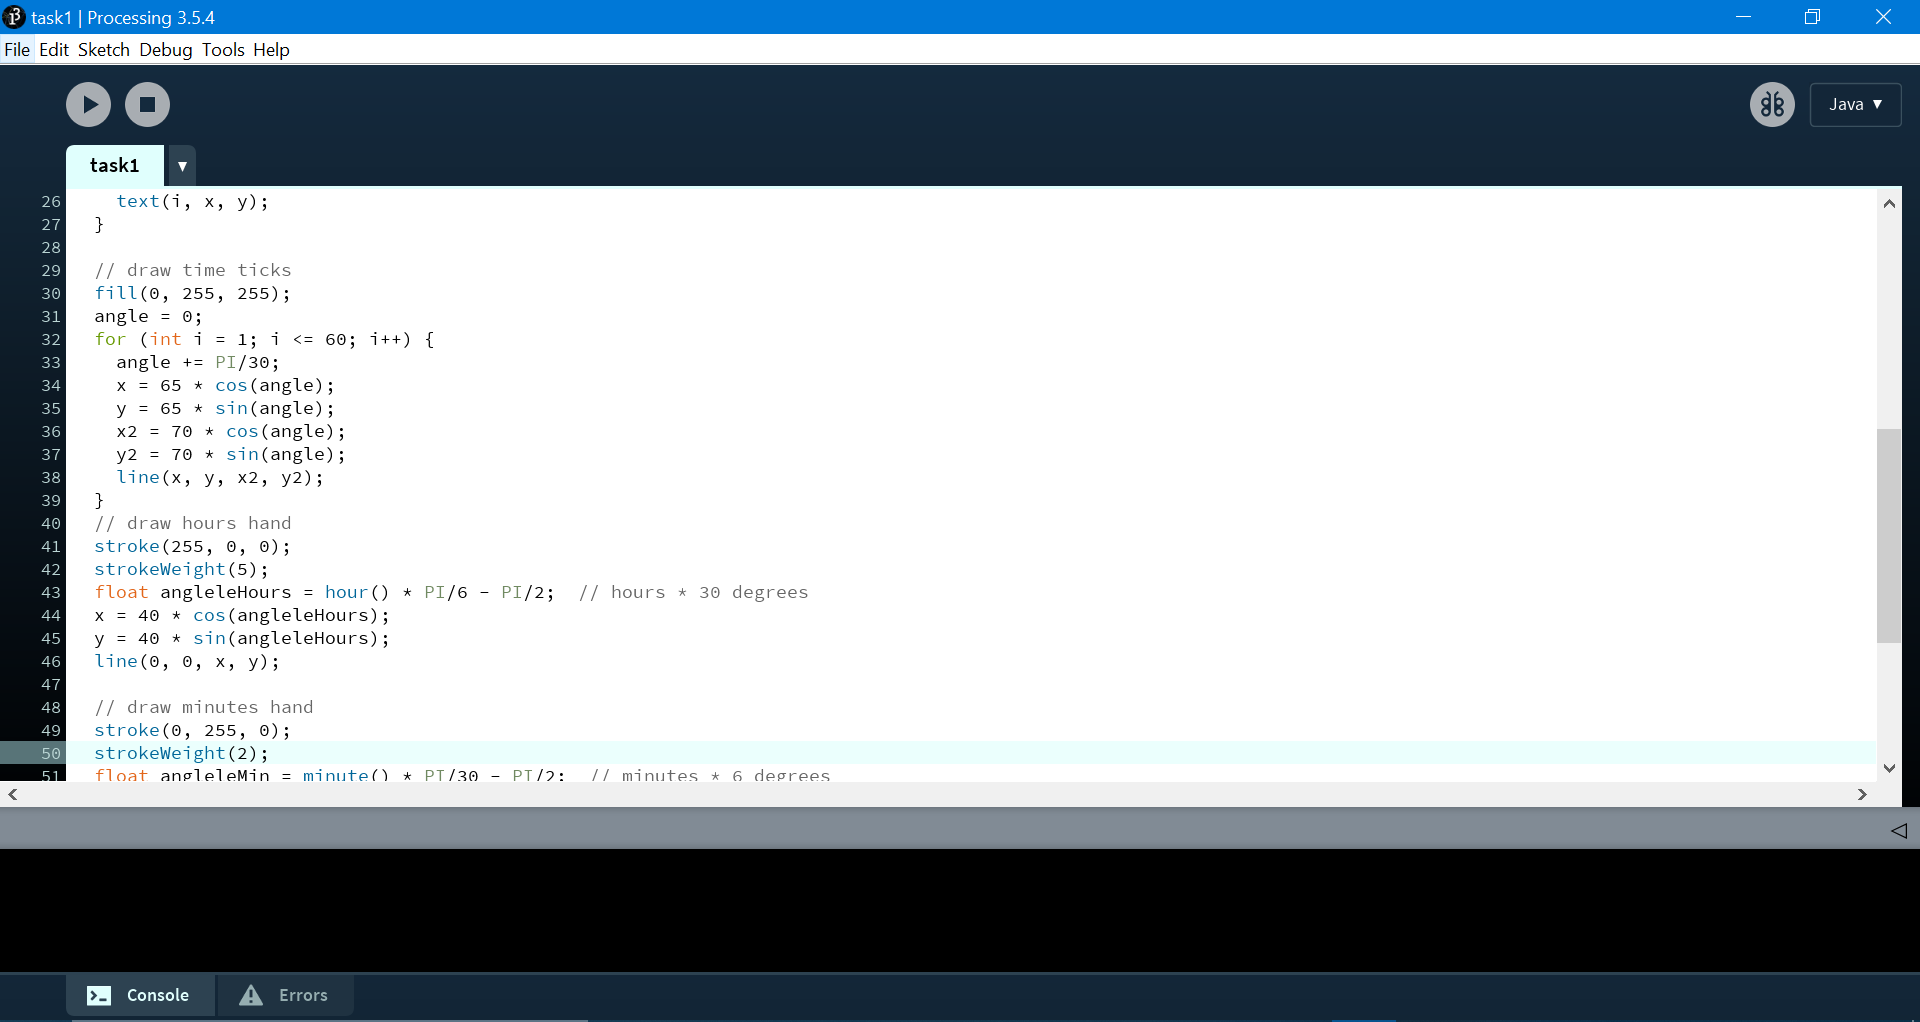 task1 | Processing 3.5.4
File Edit Sketch Debug Tools Help
Java ▼
task1 ▼
26     text(i, x, y);
27   }
28
29   // draw time ticks
30   fill(0, 255, 255);
31   angle = 0;
32   for (int i = 1; i <= 60; i++) {
33     angle += PI/30;
34     x = 65 * cos(angle);
35     y = 65 * sin(angle);
36     x2 = 70 * cos(angle);
37     y2 = 70 * sin(angle);
38     line(x, y, x2, y2);
39   }
40   // draw hours hand
41   stroke(255, 0, 0);
42   strokeWeight(5);
43   float angleleHours = hour() * PI/6 - PI/2;  // hours * 30 degrees
44   x = 40 * cos(angleleHours);
45   y = 40 * sin(angleleHours);
46   line(0, 0, x, y);
47
48   // draw minutes hand
49   stroke(0, 255, 0);
50   strokeWeight(2);
51   float angleleMin = minute() * PI/30 - PI/2;  // minutes * 6 degrees
Console Errors